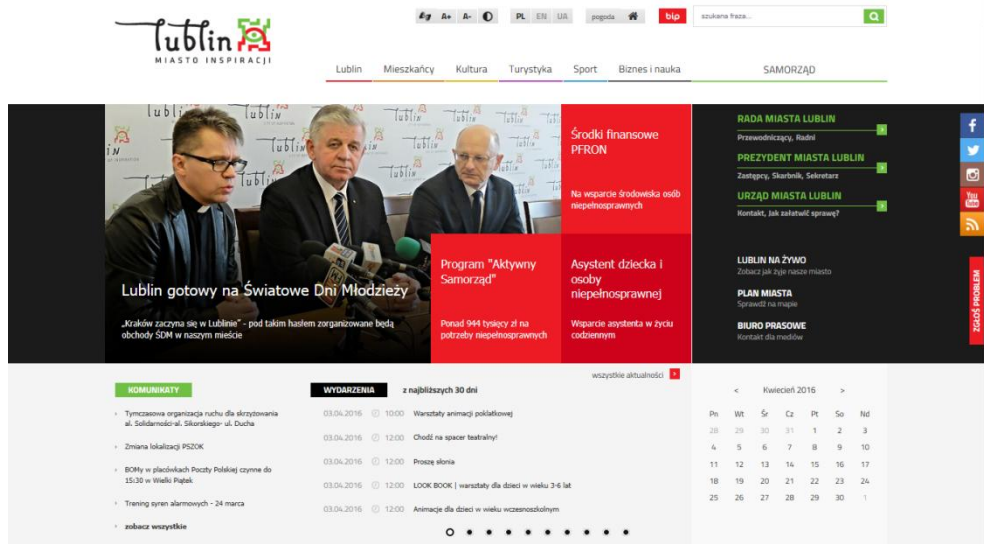 lublin
MIASTO INSPIRACJI
A+ A- PL EN UA pogoda bip szukana fraza...
Lublin Mieszkańcy Kultura Turystyka Sport Biznes i nauka SAMORZĄD
Lublin gotowy na Światowe Dni Młodzieży
„Kraków zaczyna się w Lublinie" - pod takim hasłem zorganizowane będą
obchody ŚDM w naszym mieście
Środki finansowe
PFRON
Na wsparcie środowiska osób
niepełnosprawnych
Program "Aktywny
Samorząd"
Ponad 944 tysięcy zł na
potrzeby niepełnosprawnych
Asystent dziecka i
osoby
niepełnosprawnej
Wsparcie asystenta w życiu
codziennym
RADA MIASTA LUBLIN
Przewodniczący, Radni
PREZYDENT MIASTA LUBLIN
Zastępcy, Skarbnik, Sekretarz
URZĄD MIASTA LUBLIN
Kontakt, Jak załatwić sprawę?
LUBLIN NA ŻYWO
Zobacz jak żyje nasze miasto
PLAN MIASTA
Sprawdź na mapie
BIURO PRASOWE
Kontakt dla mediów
You
Tube
ZGŁOŚ PROBLEM
wszystkie aktualności
KOMUNIKATY
Tymczasowa organizacja ruchu dla skrzyżowania
al. Solidarności-al. Sikorskiego- ul. Ducha
Zmiana lokalizacji PSZOK
BOMy w placówkach Poczty Polskiej czynne do
15:30 w Wielki Piątek
Trening syren alarmowych - 24 marca
zobacz wszystkie
WYDARZENIA z najbliższych 30 dni
03.04.2016 10:00 Warsztaty animacji poklatkowej
03.04.2016 12:00 Chodź na spacer teatralny!
03.04.2016 12:00 Proszę słonia
03.04.2016 12:00 LOOK BOOK | warsztaty dla dzieci w wieku 3-6 lat
03.04.2016 12:00 Animacje dla dzieci w wieku wczesnoszkolnym
< Kwiecień 2016 >
Pn Wt Śr Cz Pt So Nd
28 29 30 31 1 2 3
4 5 6 7 8 9 10
11 12 13 14 15 16 17
18 19 20 21 22 23 24
25 26 27 28 29 30 1